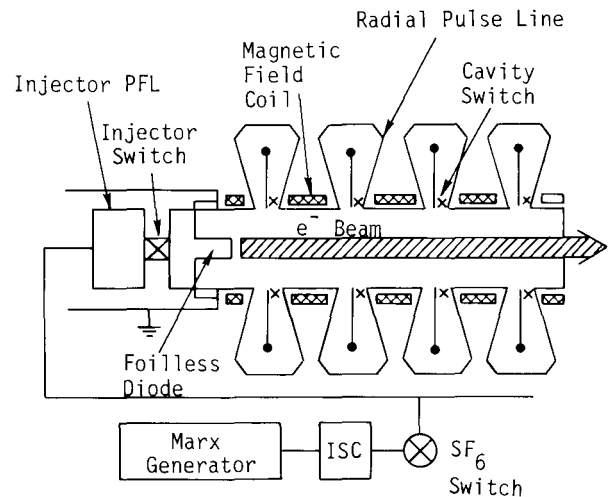 Radial Pulse Line
Magnetic
Field
Coil
Cavity
Switch
Injector PFL
Injector
Switch
e⁻ Beam
Foilless
Diode
Marx
Generator
ISC
SF₆
Switch